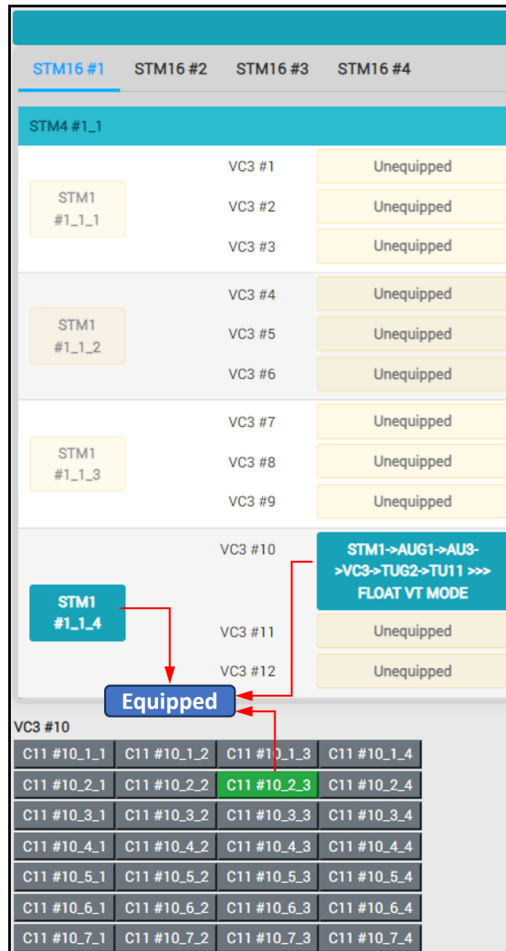 STM16 #1 STM16 #2 STM16 #3 STM16 #4
STM4 #1_1
VC3 #1 Unequipped
STM1
#1_1_1
VC3 #2 Unequipped
VC3 #3 Unequipped
VC3 #4 Unequipped
STM1
#1_1_2
VC3 #5 Unequipped
VC3 #6 Unequipped
VC3 #7 Unequipped
STM1
#1_1_3
VC3 #8 Unequipped
VC3 #9 Unequipped
VC3 #10 STM1->AUG1->AU3-
>VC3->TUG2->TU11 >>>
FLOAT VT MODE
STM1
#1_1_4
VC3 #11 Unequipped
VC3 #12 Unequipped
Equipped
VC3 #10
C11 #10_1_1 C11 #10_1_2 C11 #10_1_3 C11 #10_1_4
C11 #10_2_1 C11 #10_2_2 C11 #10_2_3 C11 #10_2_4
C11 #10_3_1 C11 #10_3_2 C11 #10_3_3 C11 #10_3_4
C11 #10_4_1 C11 #10_4_2 C11 #10_4_3 C11 #10_4_4
C11 #10_5_1 C11 #10_5_2 C11 #10_5_3 C11 #10_5_4
C11 #10_6_1 C11 #10_6_2 C11 #10_6_3 C11 #10_6_4
C11 #10_7_1 C11 #10_7_2 C11 #10_7_3 C11 #10_7_4